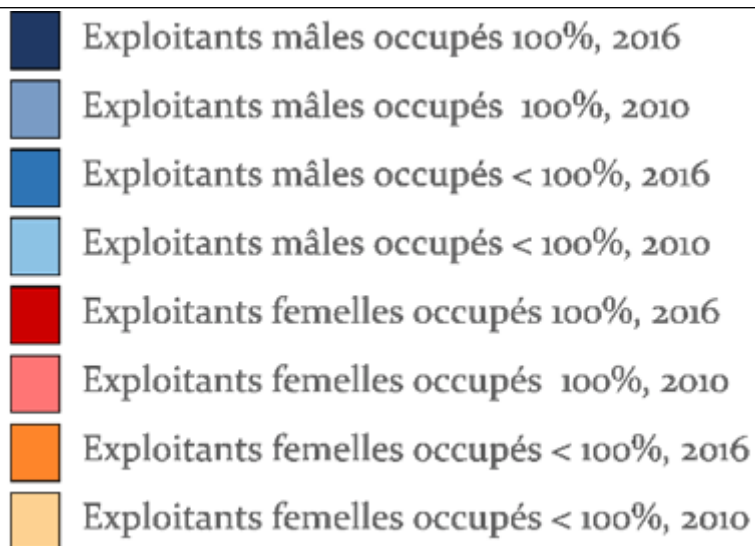 Exploitants mâles occupés 100%, 2016
Exploitants mâles occupés 100%, 2010
Exploitants mâles occupés < 100%, 2016
Exploitants mâles occupés < 100%, 2010
Exploitants femelles occupés 100%, 2016
Exploitants femelles occupés 100%, 2010
Exploitants femelles occupés < 100%, 2016
Exploitants femelles occupés < 100%, 2010